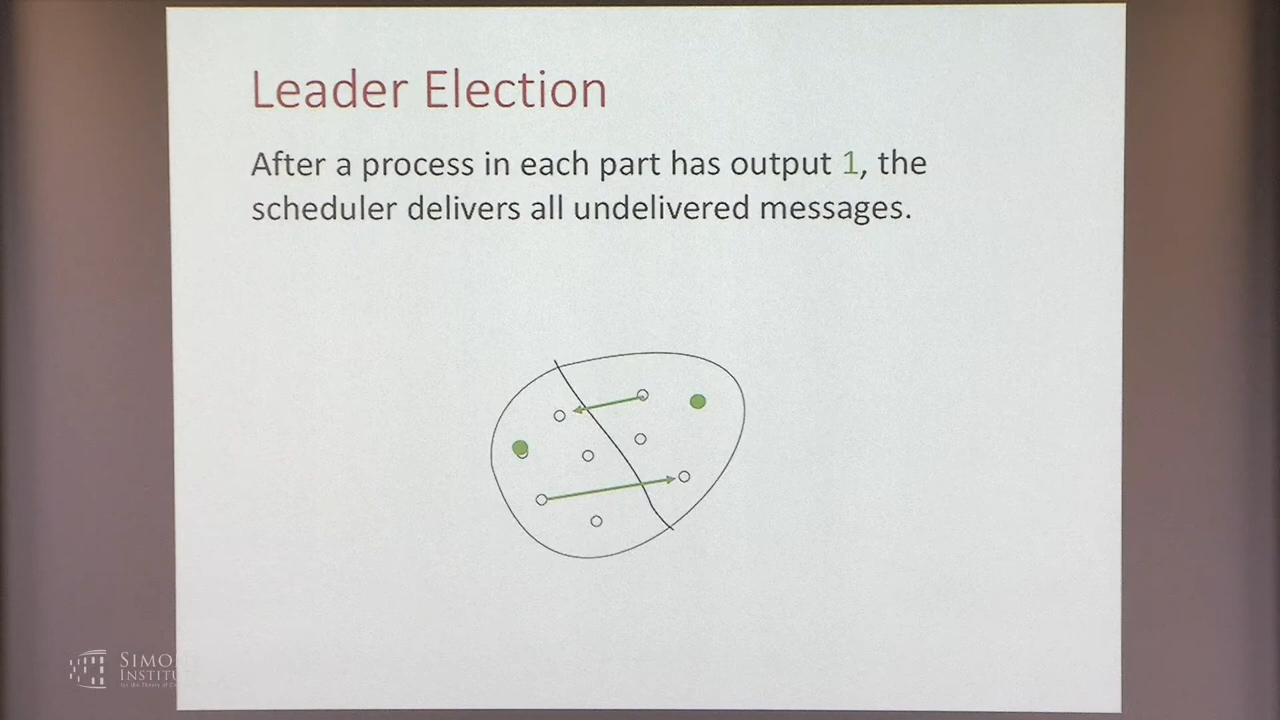 Leader Election
After a process in each part has output 1, the
scheduler delivers all undelivered messages.